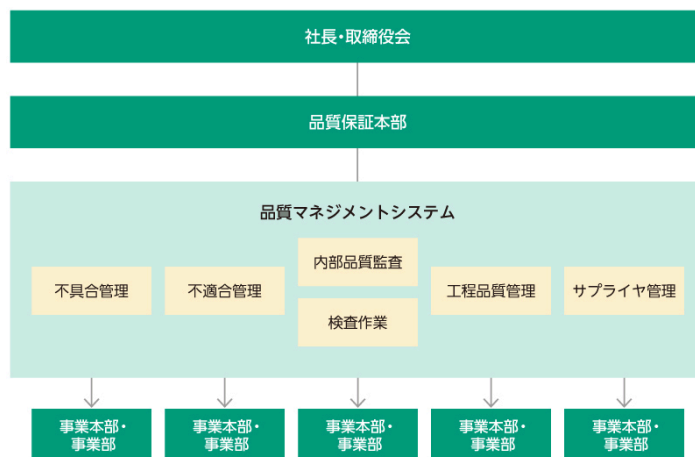 社長・取締役会
品質保証本部
品質マネジメントシステム
不具合管理
不適合管理
内部品質監査
検査作業
工程品質管理
サプライヤ管理
事業本部・
事業部
事業本部・
事業部
事業本部・
事業部
事業本部・
事業部
事業本部・
事業部